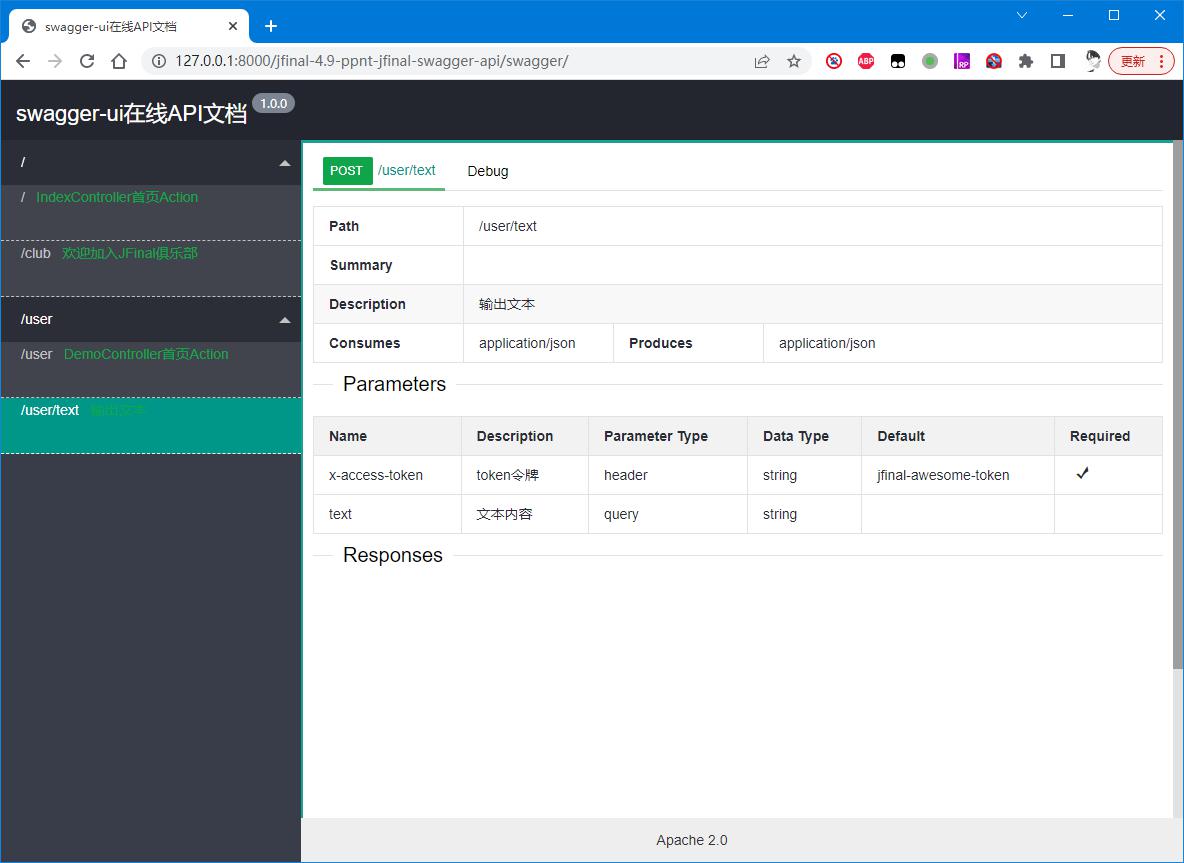 swagger-ui在线API文档
127.0.0.1:8000/jfinal-4.9-ppnt-jfinal-swagger-api/swagger/
ABP
RP
更新
swagger-ui在线API文档 1.0.0
/
/ IndexController首页Action
/club 欢迎加入JFinal俱乐部
/user
/user DemoController首页Action
/user/text 输出文本
POST /user/text Debug
Path /user/text
Summary
Description 输出文本
Consumes application/json Produces application/json
Parameters
Name Description Parameter Type Data Type Default Required
x-access-token token令牌 header string jfinal-awesome-token ✓
text 文本内容 query string
Responses
Apache 2.0